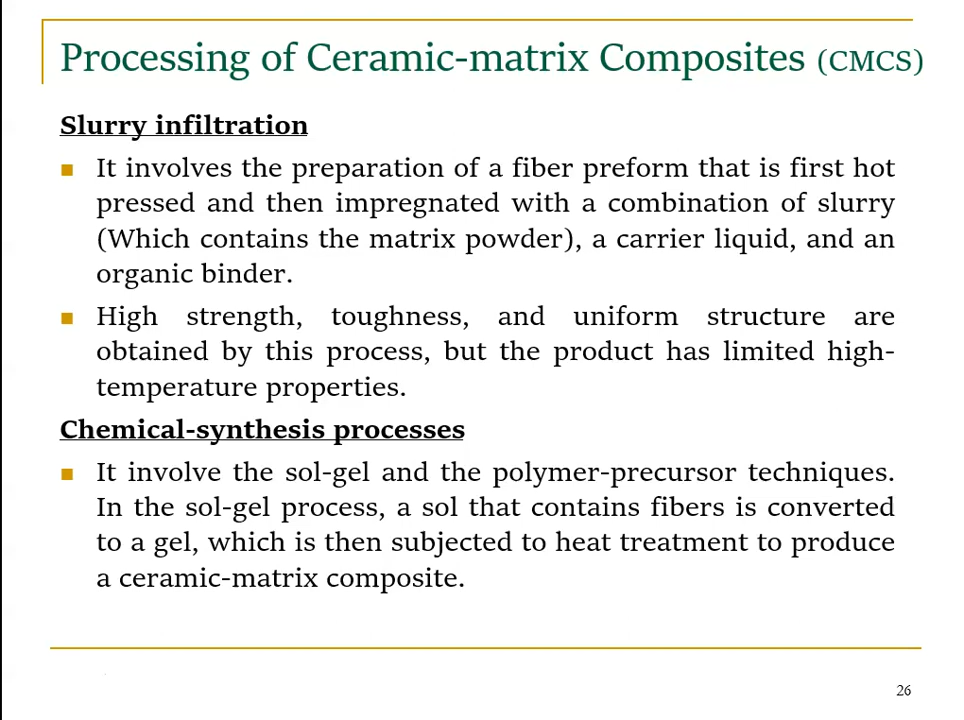 Processing of Ceramic-matrix Composites (CMCS)
Slurry infiltration
It involves the preparation of a fiber preform that is first hot
pressed and then impregnated with a combination of slurry
(Which contains the matrix powder), a carrier liquid, and an
organic binder.
High strength, toughness, and uniform structure are
obtained by this process, but the product has limited high-
temperature properties.
Chemical-synthesis processes
It involve the sol-gel and the polymer-precursor techniques.
In the sol-gel process, a sol that contains fibers is converted
to a gel, which is then subjected to heat treatment to produce
a ceramic-matrix composite.
26